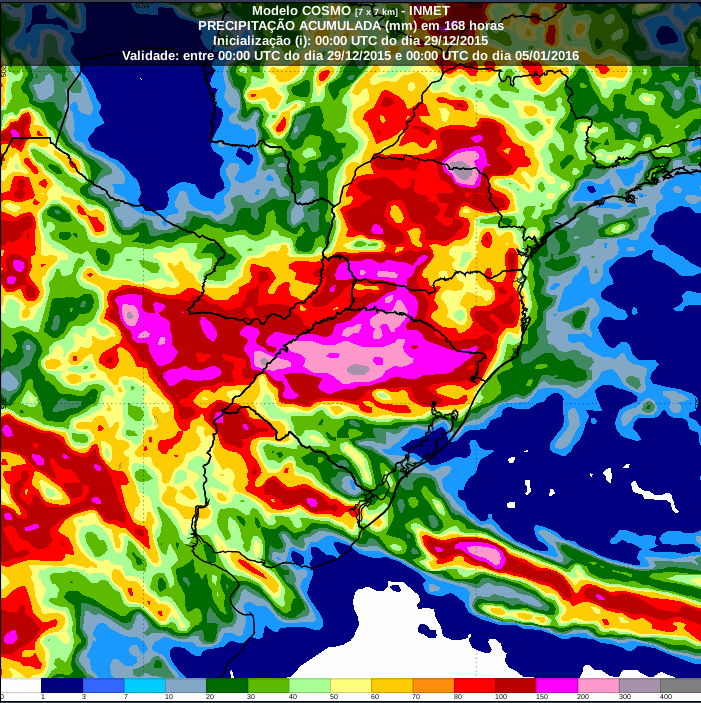 Modelo COSMO [7 x 7 km] - INMET
PRECIPITAÇÃO ACUMULADA (mm) em 168 horas
Inicialização (i): 00:00 UTC do dia 29/12/2015
Validade: entre 00:00 UTC do dia 29/12/2015 e 00:00 UTC do dia 05/01/2016
0 1 3 7 10 20 30 40 50 60 70 80 100 150 200 300 400